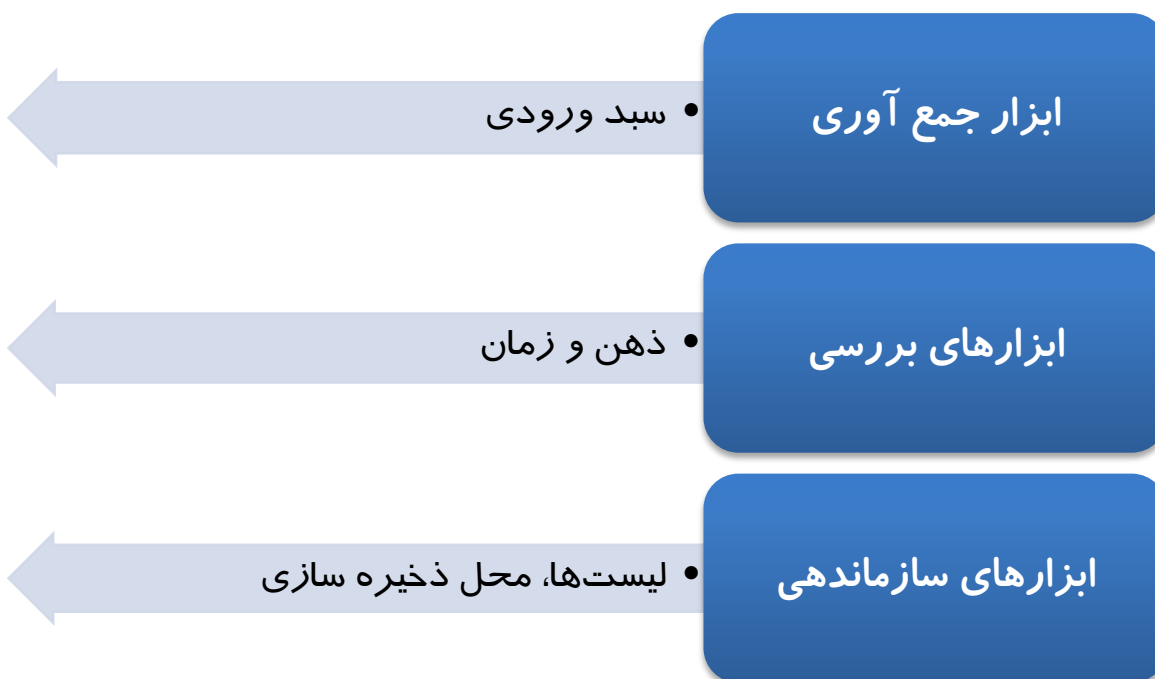 ابزار جمع آوری
• سبد ورودی
ابزارهای بررسی
• ذهن و زمان
ابزارهای سازماندهی
• لیست‌ها، محل ذخیره سازی